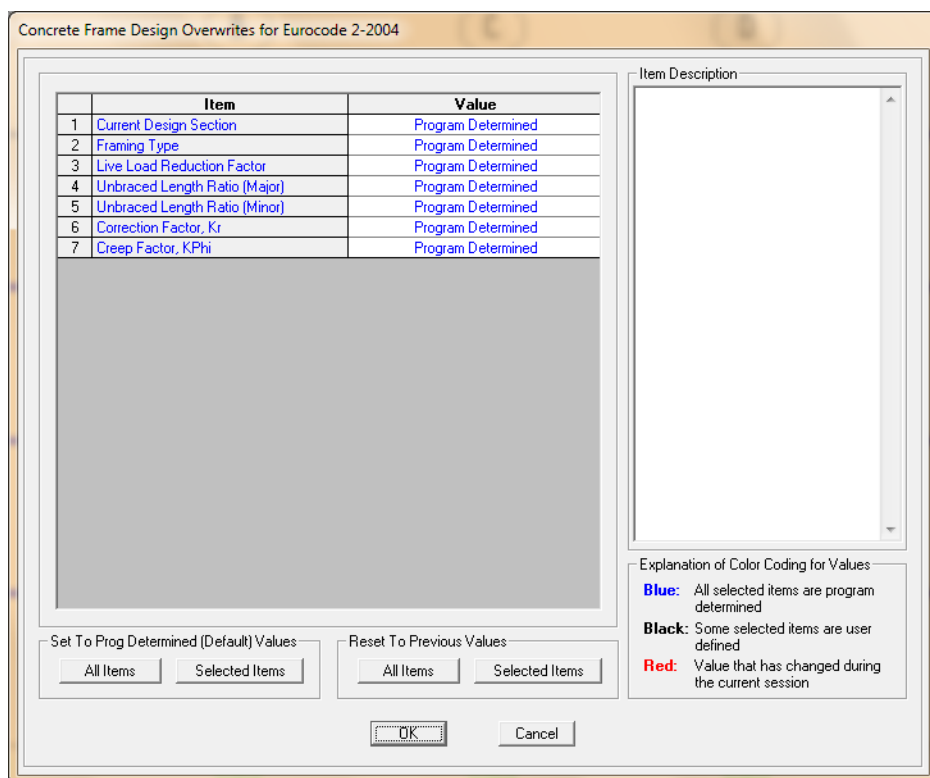 Concrete Frame Design Overwrites for Eurocode 2-2004
Item Value
1 Current Design Section Program Determined
2 Framing Type Program Determined
3 Live Load Reduction Factor Program Determined
4 Unbraced Length Ratio (Major) Program Determined
5 Unbraced Length Ratio (Minor) Program Determined
6 Correction Factor, Kr Program Determined
7 Creep Factor, KPhi Program Determined
Item Description
Explanation of Color Coding for Values
Blue: All selected items are program
determined
Black: Some selected items are user
defined
Red: Value that has changed during
the current session
Set To Prog Determined (Default) Values
All Items Selected Items
Reset To Previous Values
All Items Selected Items
OK Cancel